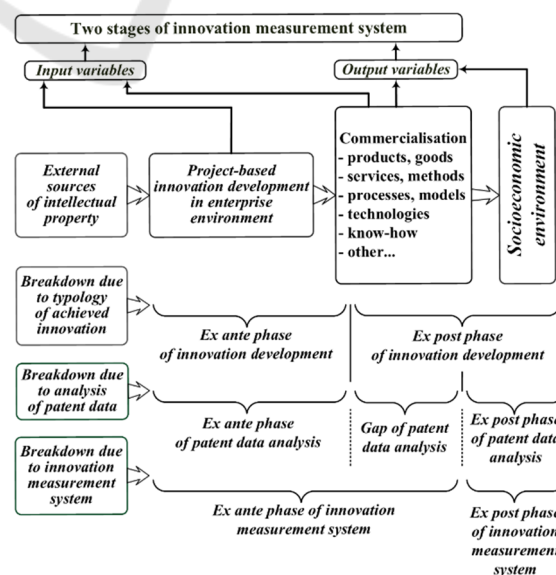 Two stages of innovation measurement system
Input variables
Output variables
External
sources
of intellectual
property
Project-based
innovation development
in enterprise
environment
Commercialisation
- products, goods
- services, methods
- processes, models
- technologies
- know-how
- other...
Socioeconomic
environment
Breakdown due
to typology
of achieved
innovation
Ex ante phase
of innovation development
Ex post phase
of innovation development
Breakdown due
to analysis
of patent data
Ex ante phase
of patent data analysis
Gap of patent
data analysis
Ex post phase
of patent data
analysis
Breakdown due
to innovation
measurement
system
Ex ante phase of innovation
measurement system
Ex post phase
of innovation
measurement
system